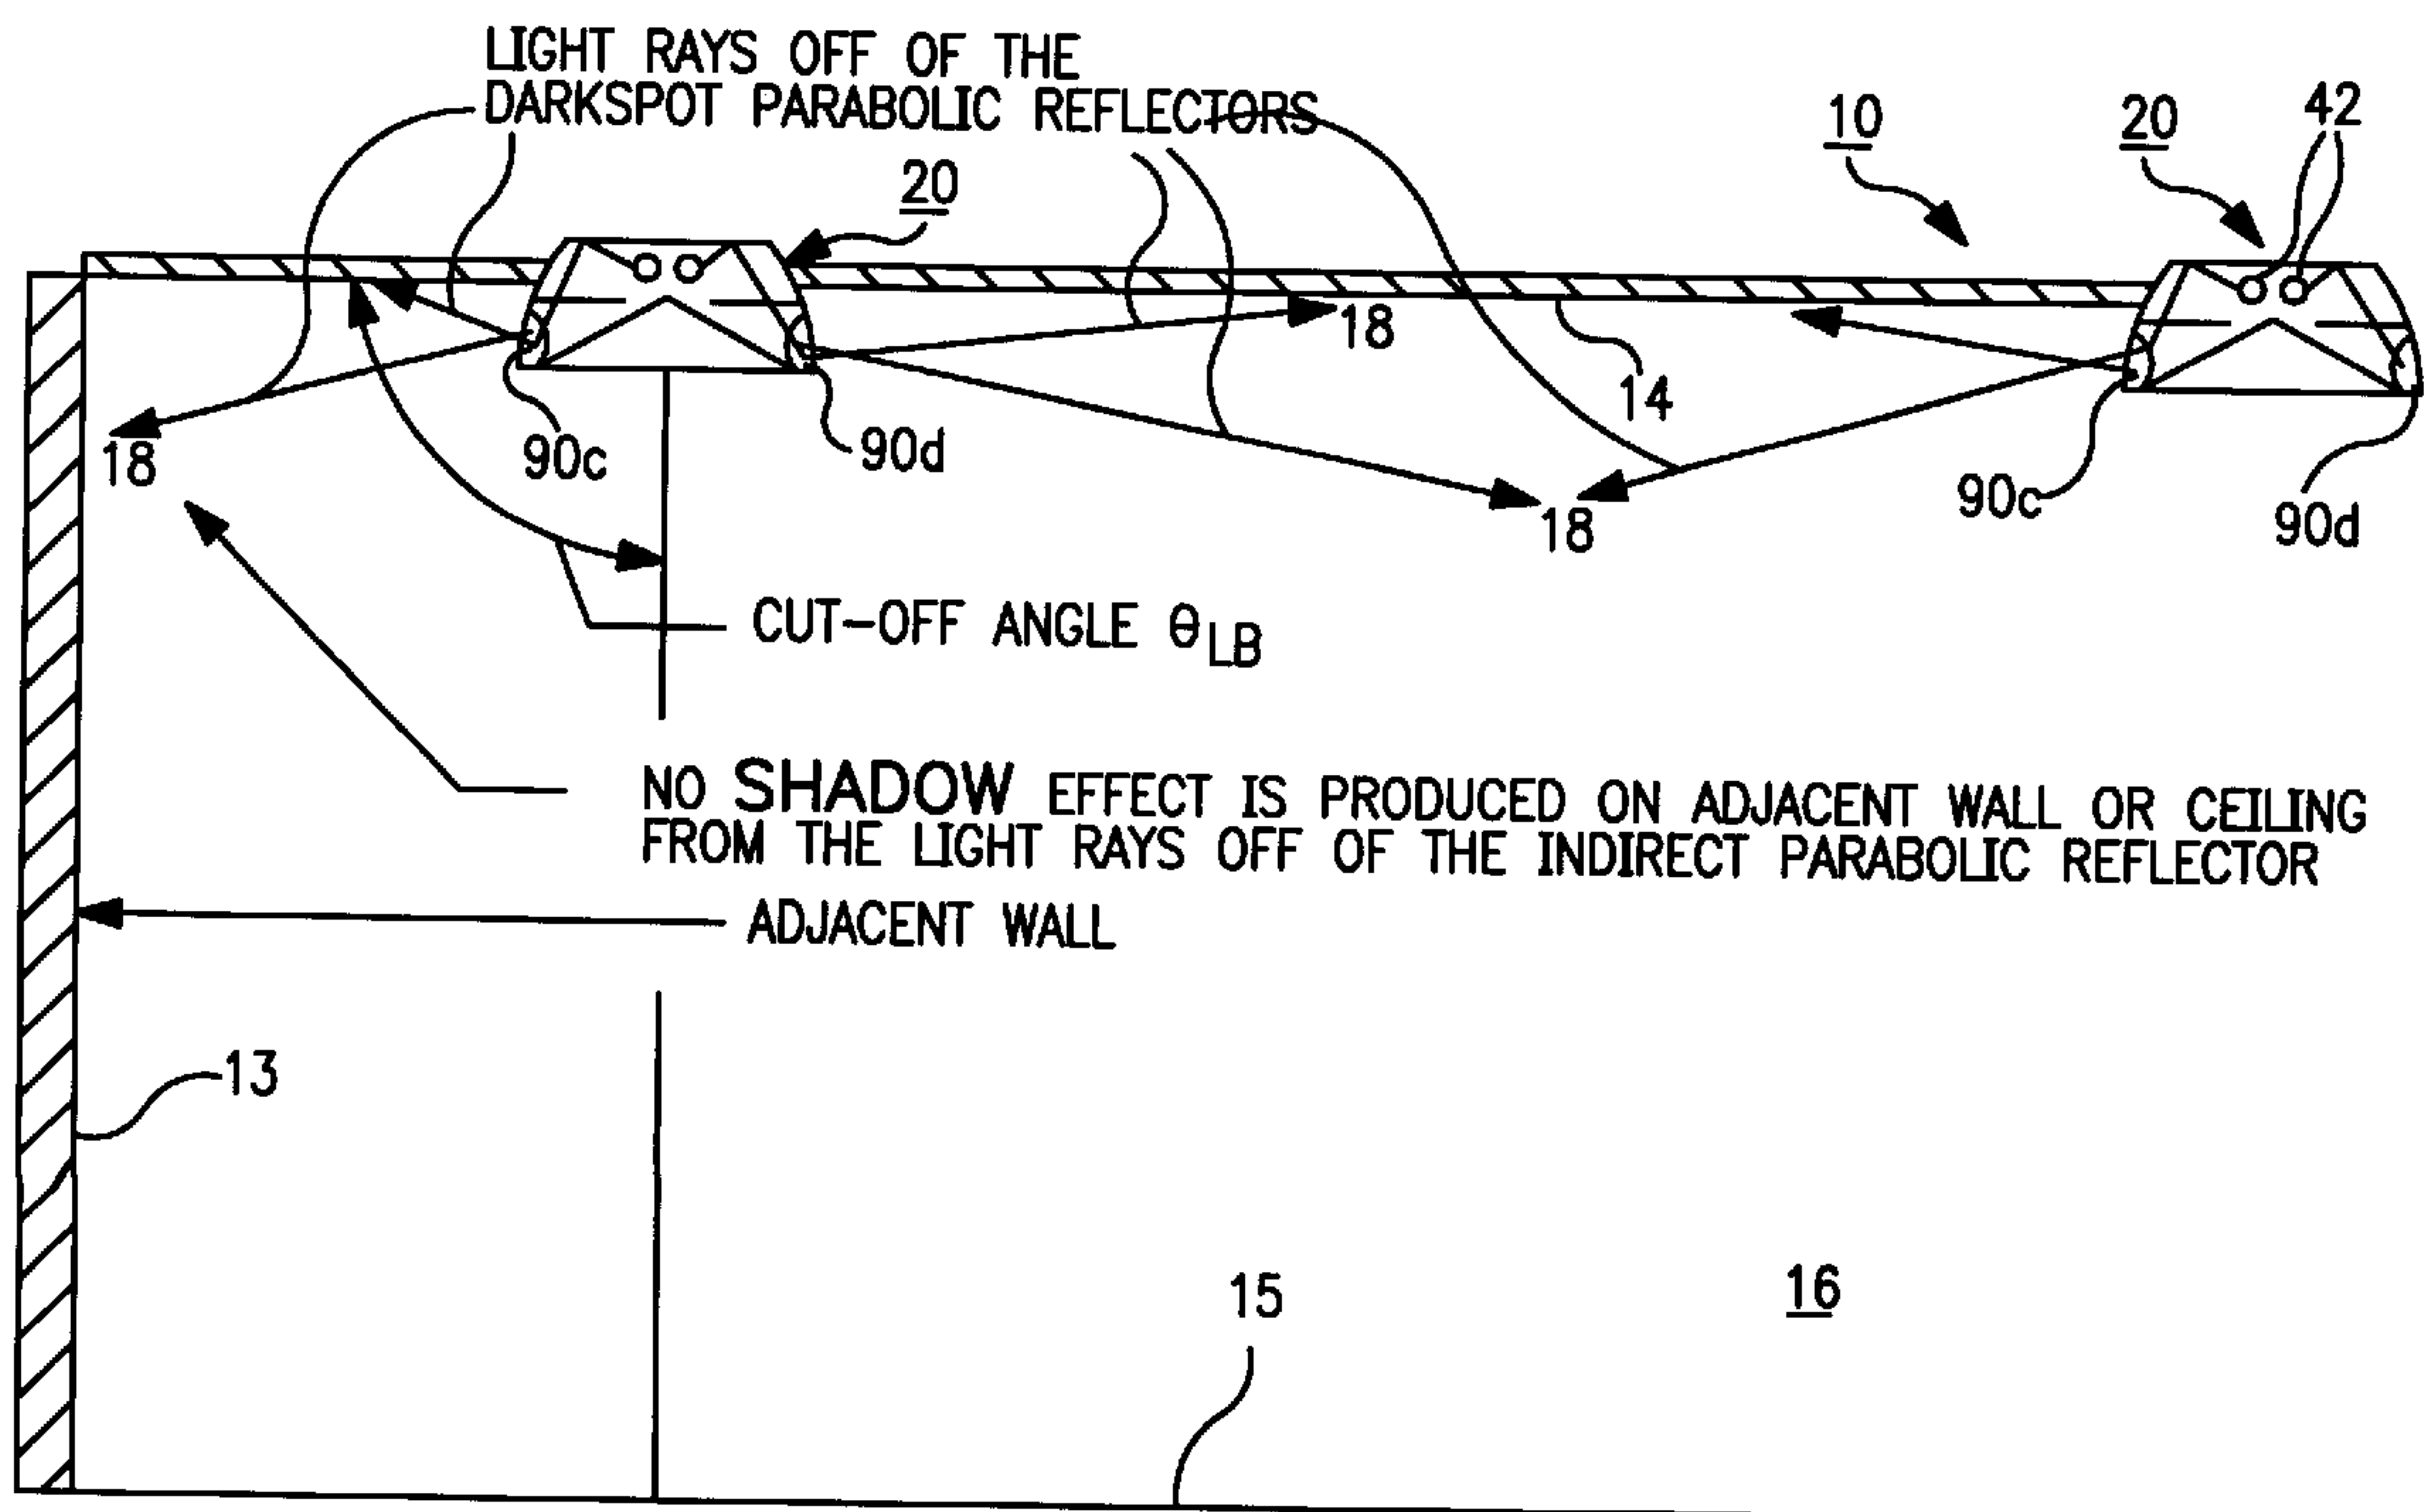 LIGHT RAYS OFF OF THE
DARKSPOT PARABOLIC REFLECTORS
10
20
42
20
18
14
18
90c
90d
18
90c
90d
CUT-OFF ANGLE θLB
NO SHADOW EFFECT IS PRODUCED ON ADJACENT WALL OR CEILING
FROM THE LIGHT RAYS OFF OF THE INDIRECT PARABOLIC REFLECTOR
ADJACENT WALL
13
15
16